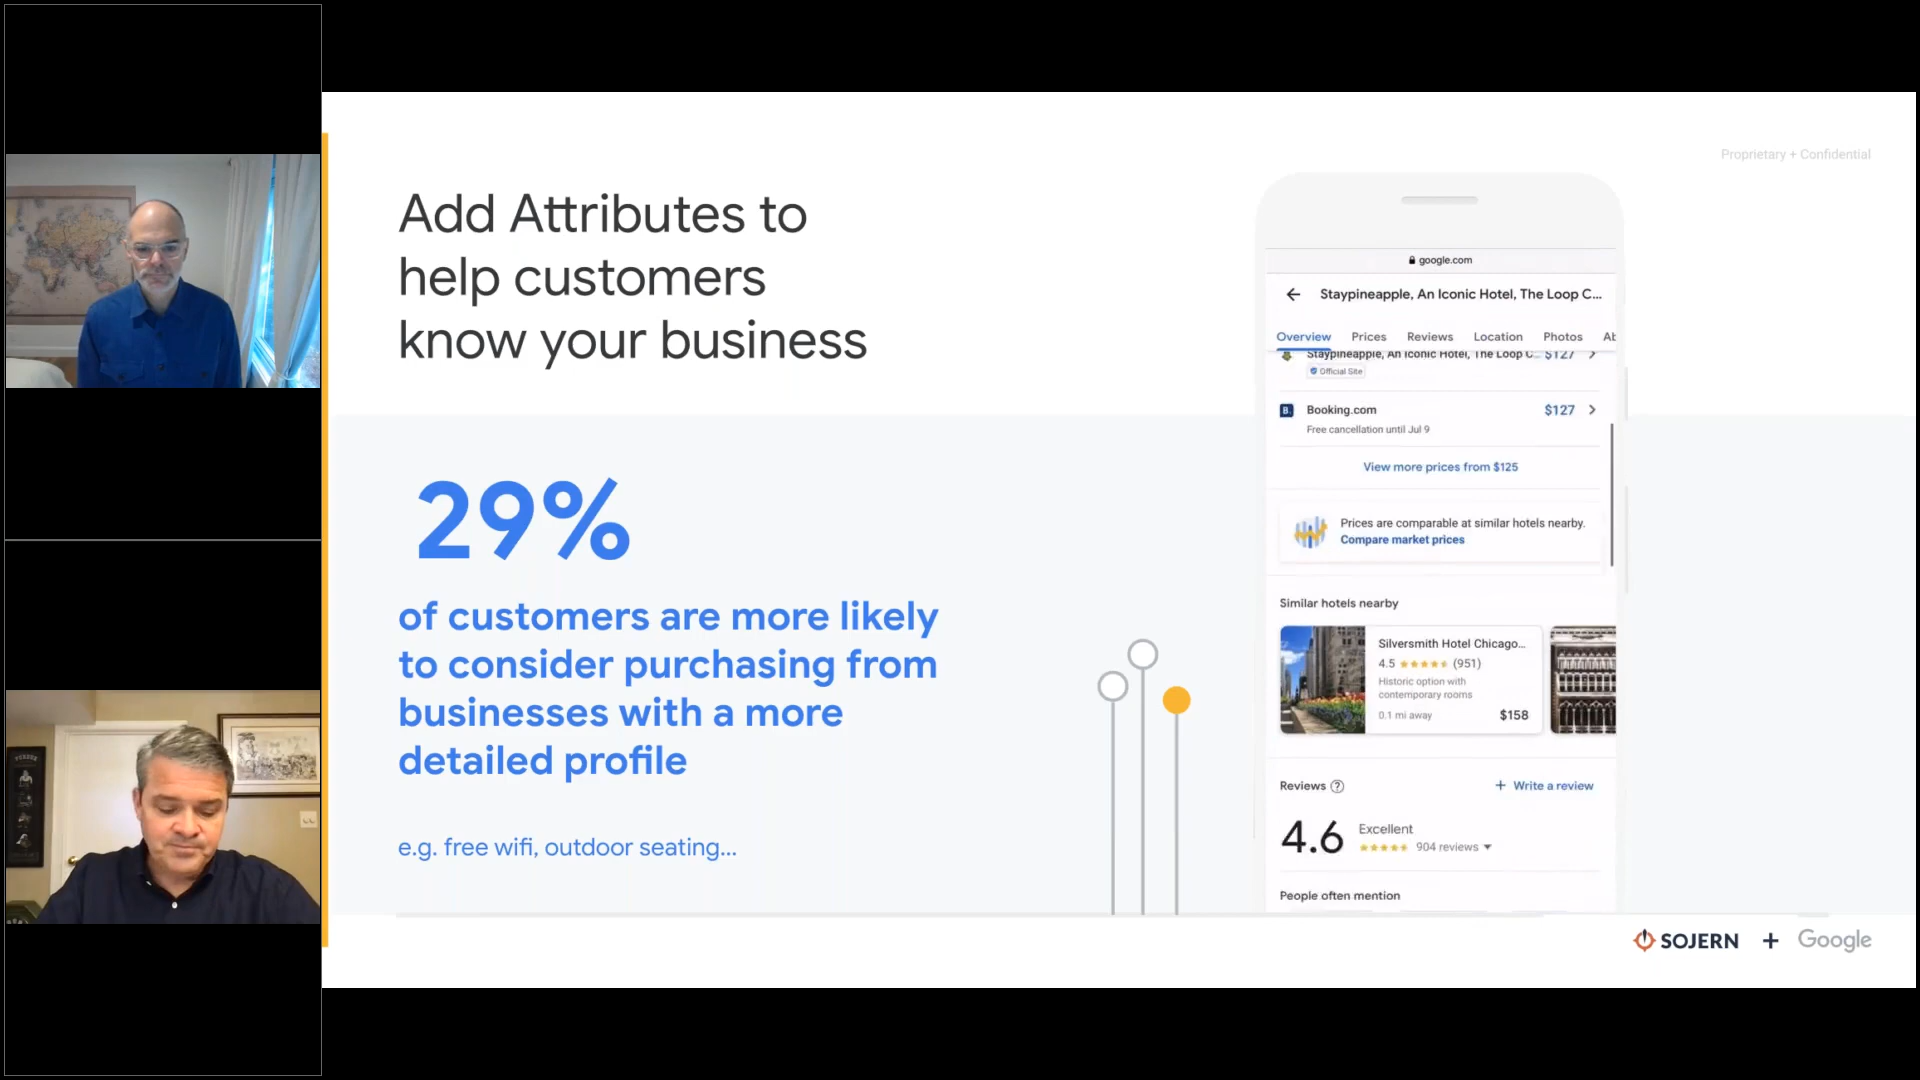 Proprietary + Confidential
Add Attributes to
help customers
know your business
29%
of customers are more likely
to consider purchasing from
businesses with a more
detailed profile
e.g. free wifi, outdoor seating...
google.com
Staypineapple, An Iconic Hotel, The Loop C...
Overview Prices Reviews Location Photos Ab
Staypineapple, An Iconic Hotel, The Loop C... $127
Official Site
B. Booking.com $127
Free cancellation until Jul 9
View more prices from $125
Prices are comparable at similar hotels nearby.
Compare market prices
Similar hotels nearby
Silversmith Hotel Chicago...
4.5 (951)
Historic option with
contemporary rooms
0.1 mi away $158
Reviews ? + Write a review
4.6 Excellent
904 reviews
People often mention
SOJERN + Google
PURDUE